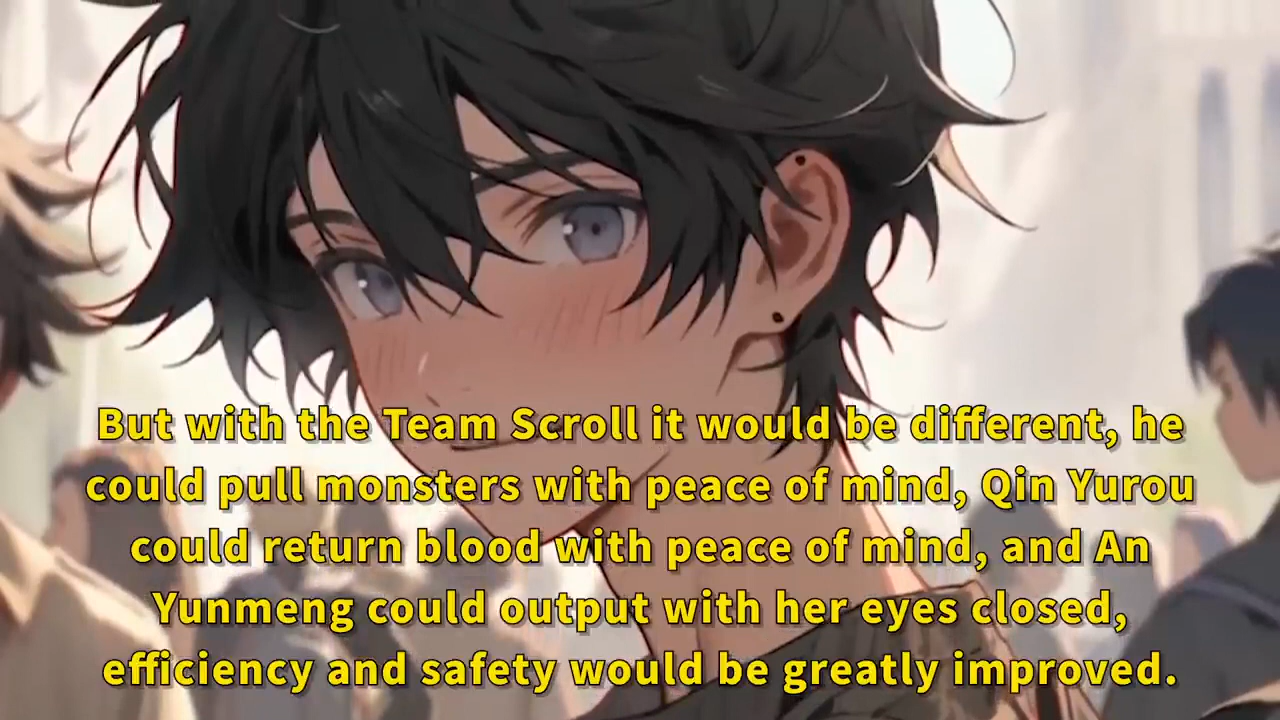 But with the Team Scroll it would be different, he
could pull monsters with peace of mind, Qin Yurou
could return blood with peace of mind, and An
Yunmeng could output with her eyes closed,
efficiency and safety would be greatly improved.